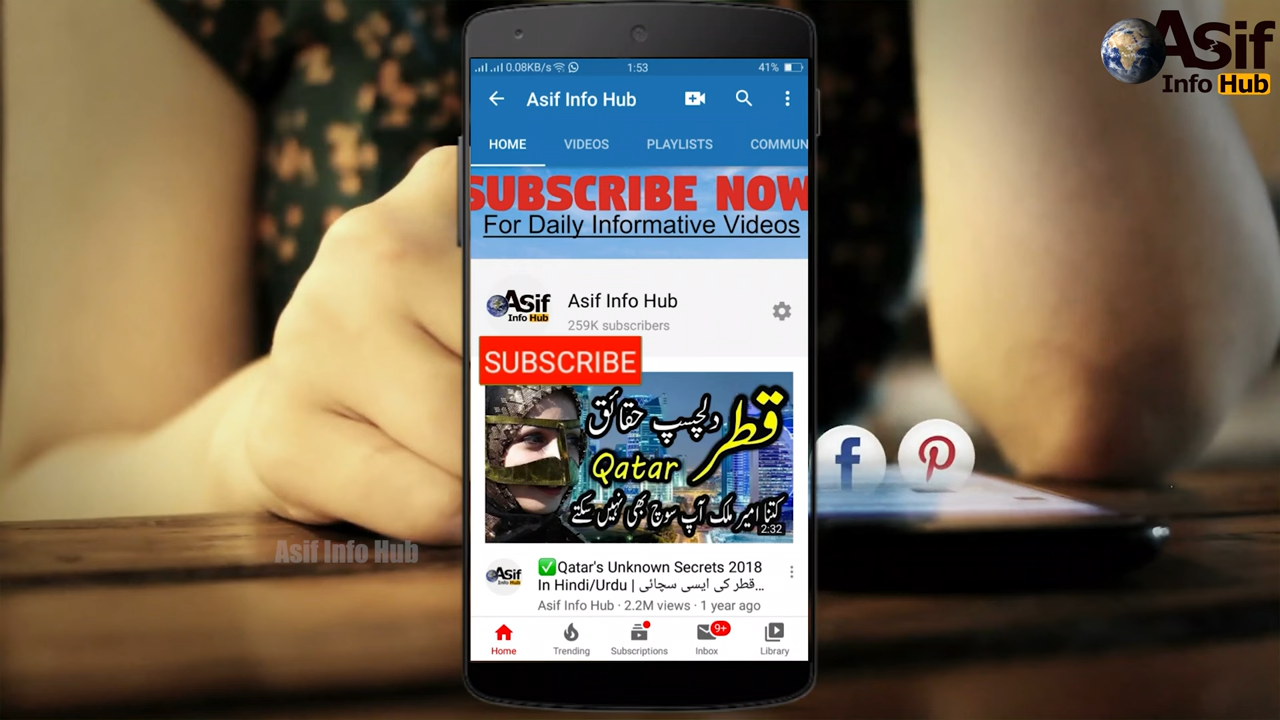 Asif
Info Hub
0.08KB/s 1:53 41%
Asif Info Hub
HOME VIDEOS PLAYLISTS COMMUN
SUBSCRIBE NOW
For Daily Informative Videos
Asif
Info Hub
Asif Info Hub
259K subscribers
SUBSCRIBE
قطر
دلچسپ حقائق
Qatar
کتنا امیر ملک آپ سوچ بھی نہیں سکتے
2:32
Asif
Info Hub
✅Qatar's Unknown Secrets 2018
In Hindi/Urdu | قطر کی ایسی سچائی...
Asif Info Hub · 2.2M views · 1 year ago
9+
Home Trending Subscriptions Inbox Library
Asif Info Hub